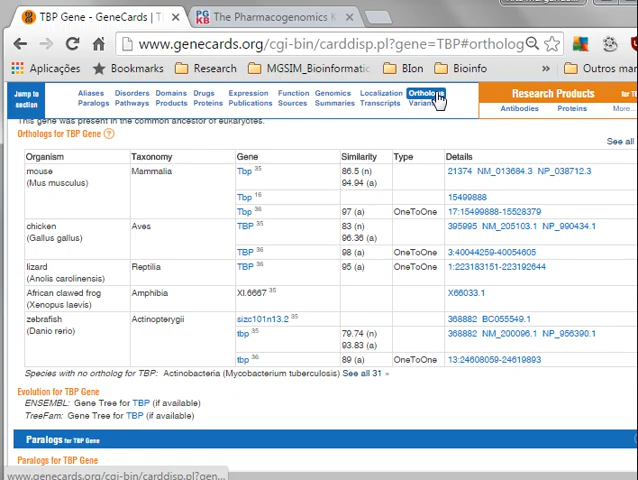 TBP Gene - GeneCards | T
The Pharmacogenomics K
www.genecards.org/cgi-bin/carddisp.pl?gene=TBP#ortholog
Aplicações Research MGSIM_Bioinformatic BIon Bioinfo Outros mar
Jump to section
Aliases Disorders Domains Drugs Expression Function Genomics Localization Orthologs
Paralogs Pathways Products Proteins Publications Sources Summaries Transcripts Variants
Research Products for TB
Antibodies Proteins More...
This gene was present in the common ancestor of eukaryotes.
Orthologs for TBP Gene ?
See all
Organism Taxonomy Gene Similarity Type Details
mouse Mammalia Tbp 35 86.5 (n) 21374 NM_013684.3 NP_038712.3
(Mus musculus) 94.94 (a)
Tbp 16 15499888
Tbp 36 97 (a) OneToOne 17:15499888-15528379
chicken Aves TBP 35 83 (n) 395995 NM_205103.1 NP_990434.1
(Gallus gallus) 96.36 (a)
TBP 36 98 (a) OneToOne 3:40044259-40054605
lizard Reptilia TBP 36 95 (a) OneToOne 1:223183151-223192644
(Anolis carolinensis)
African clawed frog Amphibia Xl.6667 35 X66033.1
(Xenopus laevis)
zebrafish Actinopterygii sizc101n13.2 35 368882 BC055549.1
(Danio rerio)
tbp 35 79.74 (n) 368882 NM_200096.1 NP_956390.1
93.83 (a)
tbp 36 89 (a) OneToOne 13:24608059-24619893
Species with no ortholog for TBP: Actinobacteria (Mycobacterium tuberculosis) See all 31 »
Evolution for TBP Gene
ENSEMBL: Gene Tree for TBP (if available)
TreeFam: Gene Tree for TBP (if available)
Paralogs for TBP Gene
Paralogs for TBP Gene
www.genecards.org/cgi-bin/carddisp.pl?gen...